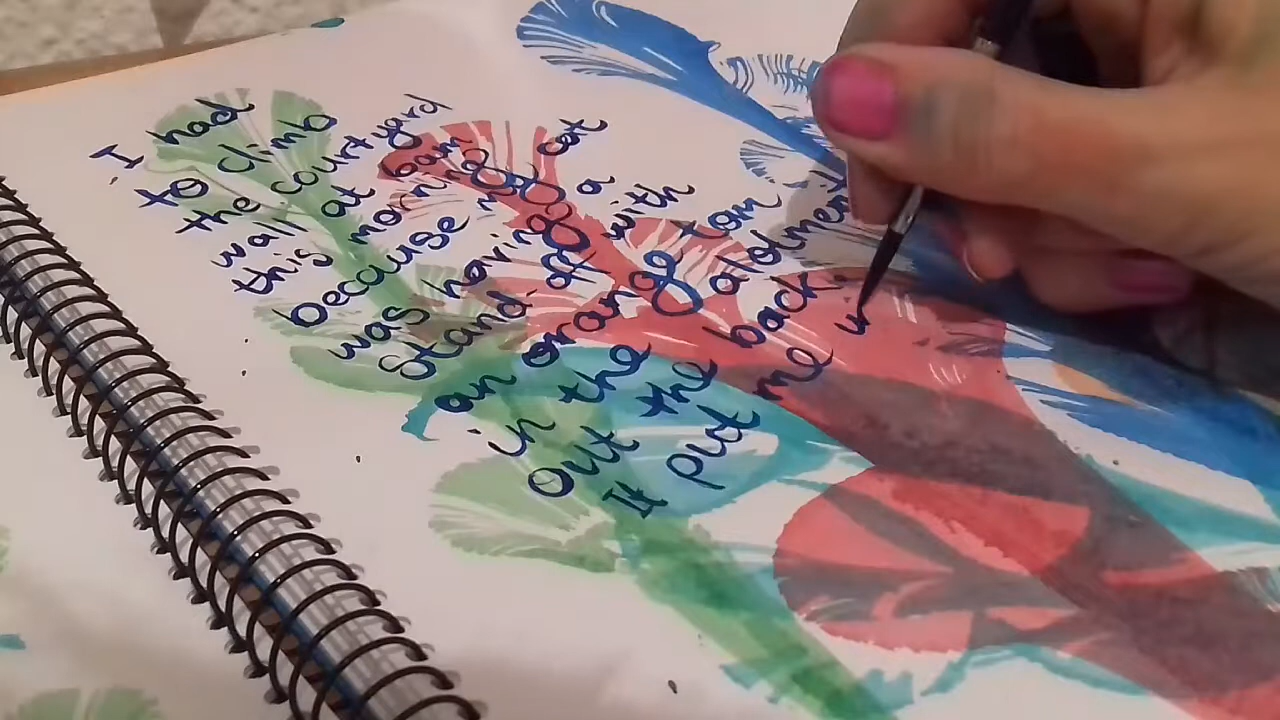 I had
to climb
the courtyard
wall at 6am
this morning
because my cat
was having a
stand off with
an orange tom
in the alotment
out the back.
It put me